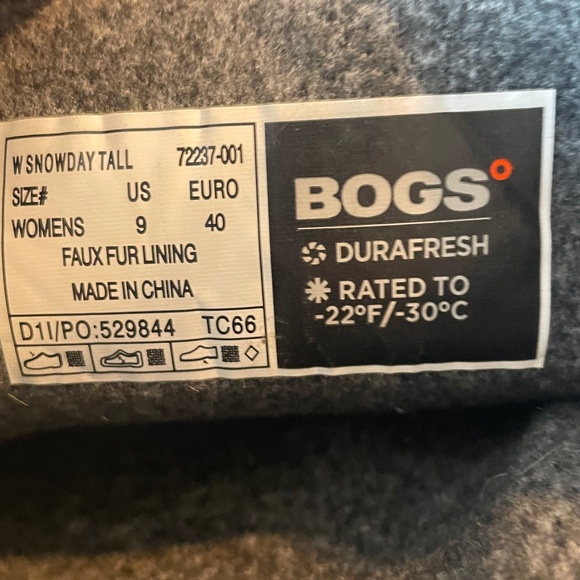 W SNOWDAY TALL 72237-001
SIZE# US EURO
WOMENS 9 40
FAUX FUR LINING
MADE IN CHINA
D1I/PO:529844 TC66
BOGS
DURAFRESH
RATED TO
-22°F/-30°C